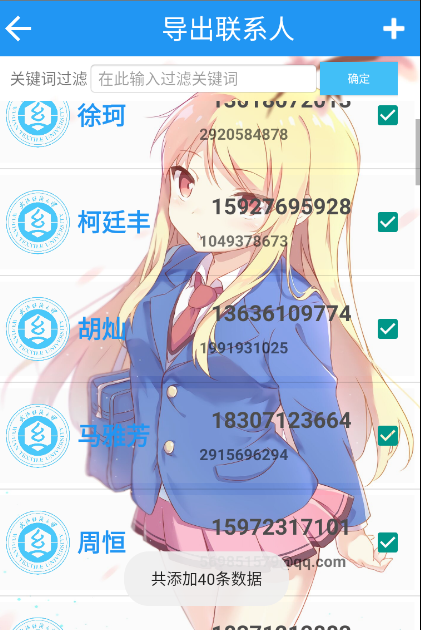 导出联系人
关键词过滤 在此输入过滤关键词 确定
徐珂
2920584878
柯廷丰 15927695928
1049378673
胡灿 13636109774
1991931025
马雅芳 18307123664
2915696294
周恒 15972317101
@qq.com
共添加40条数据